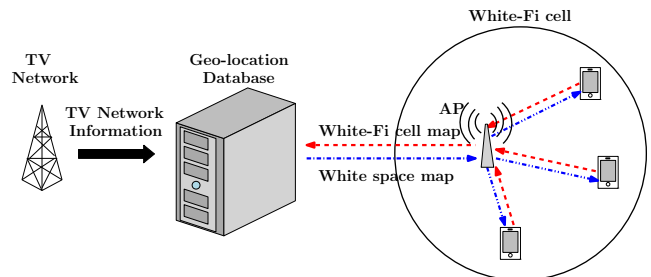 White-Fi cell
TV
Network
Geo-location
Database
TV Network
Information
AP
White-Fi cell map
White space map